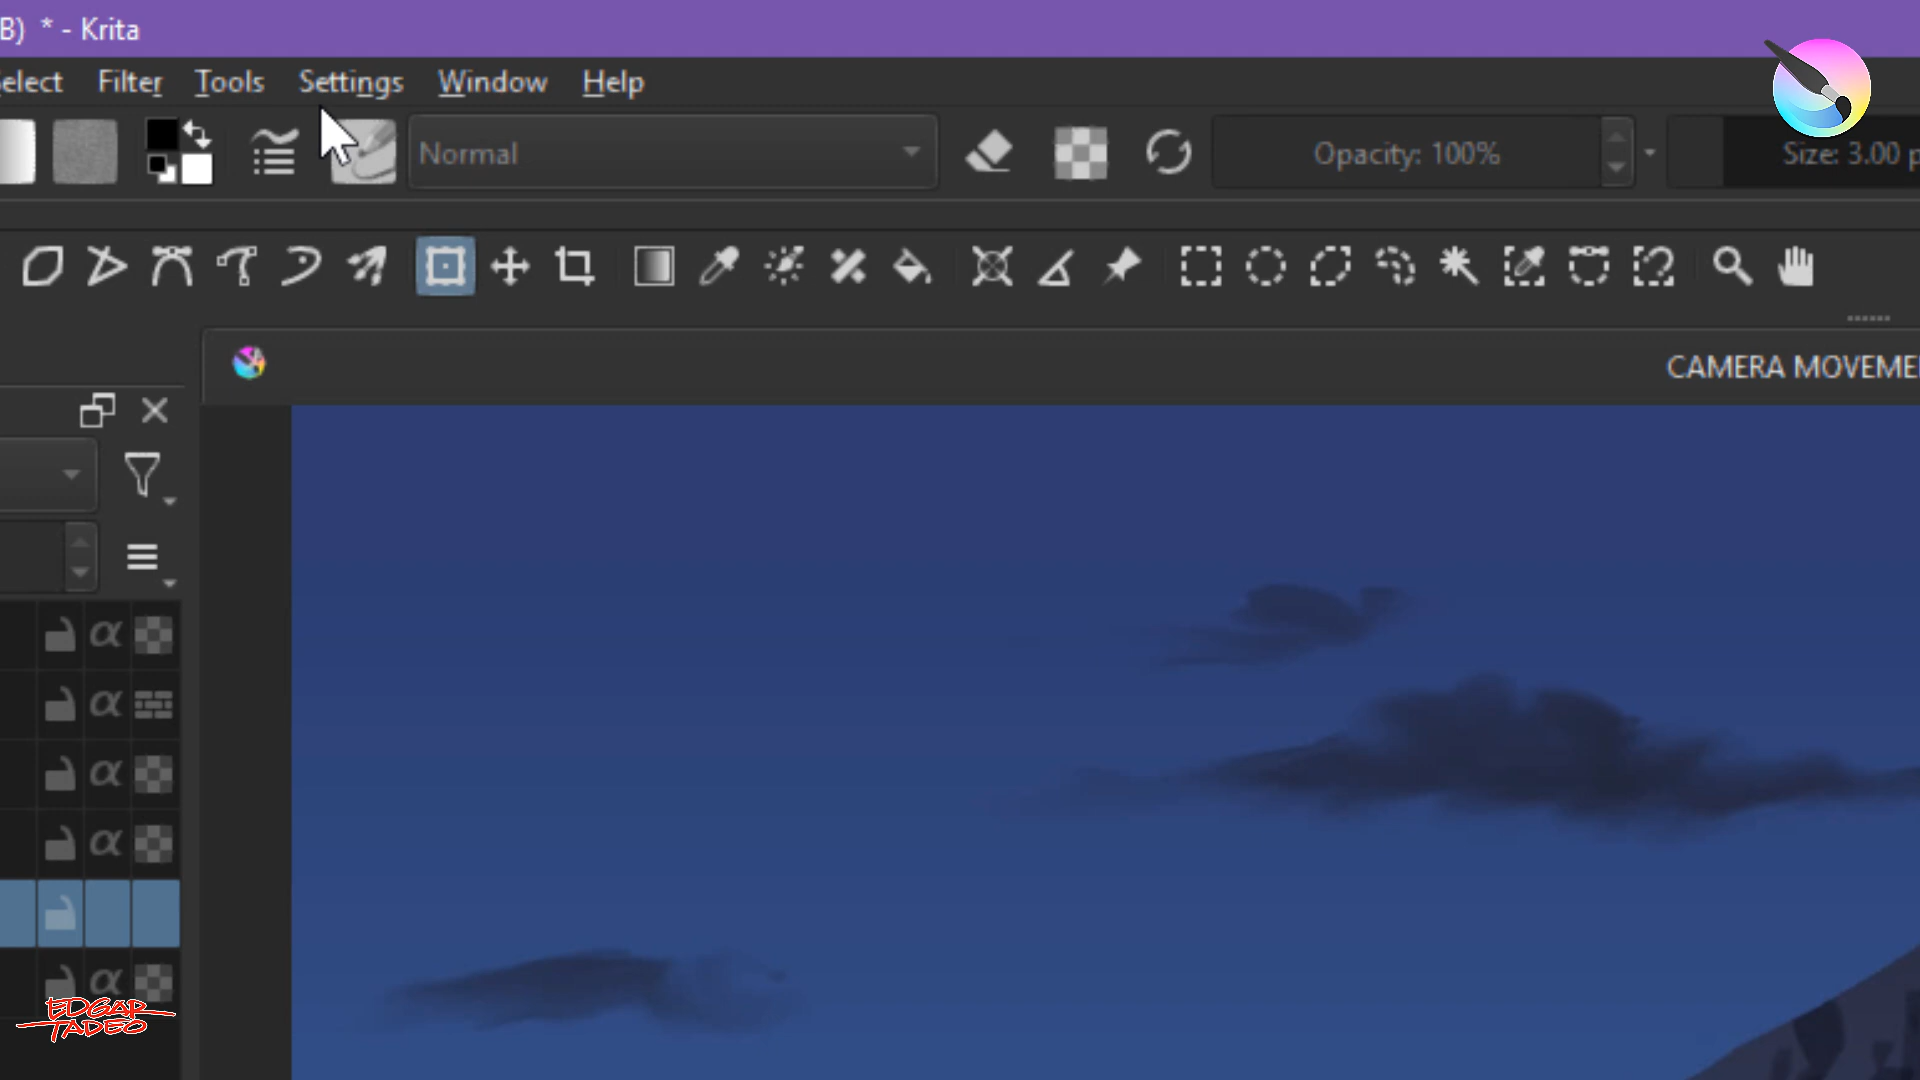 B) * - Krita
elect Filter Tools Settings Window Help
Normal
Opacity: 100%
Size: 3.00 p
CAMERA MOVEME
α
α
α
α
α
EDGAR
TADEO